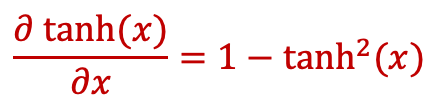 ∂ tanh(x) / ∂x = 1 − tanh²(x)